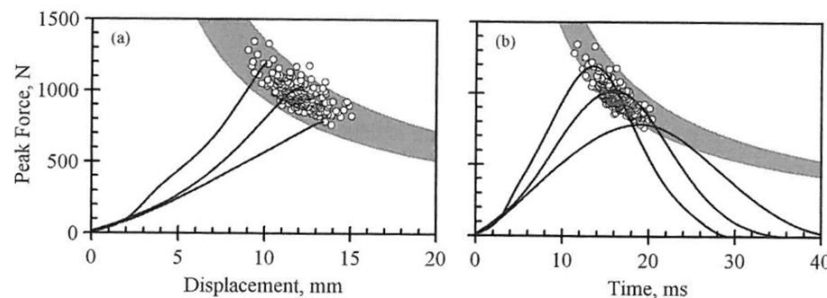 1500
(a)
(b)
1000
Peak Force, N
500
0
0 5 10 15 20
0 10 20 30 40
Displacement, mm
Time, ms